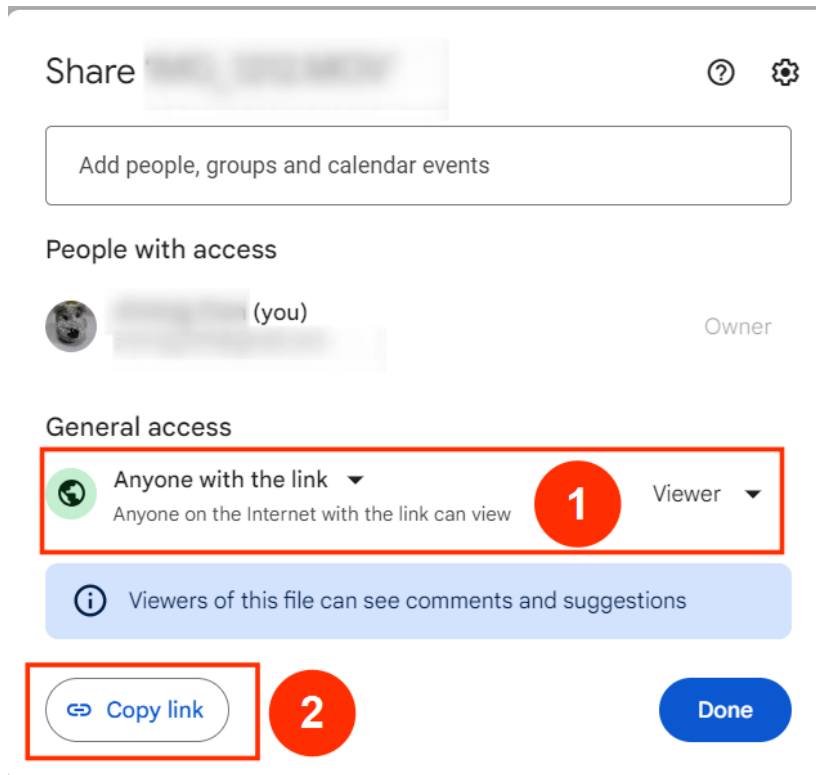 Share
Add people, groups and calendar events
People with access
(you)
Owner
General access
Anyone with the link
Anyone on the Internet with the link can view
1
Viewer
Viewers of this file can see comments and suggestions
Copy link
2
Done